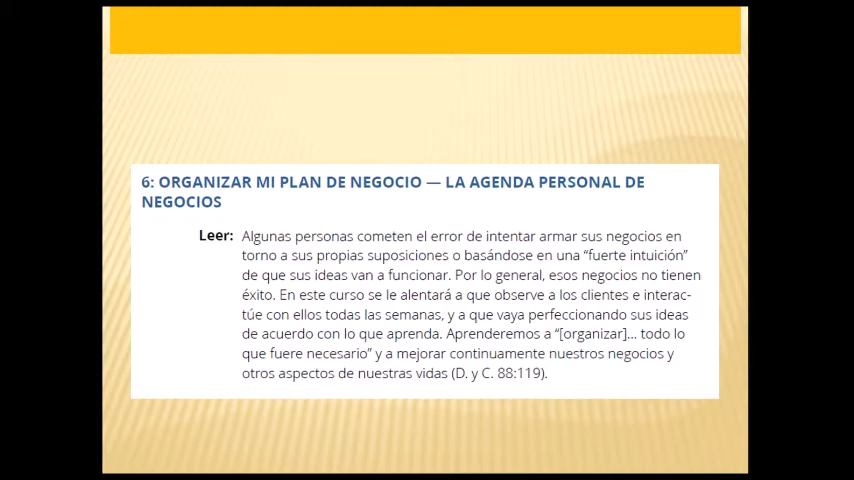 6: ORGANIZAR MI PLAN DE NEGOCIO — LA AGENDA PERSONAL DE
NEGOCIOS
Leer: Algunas personas cometen el error de intentar armar sus negocios en
torno a sus propias suposiciones o basándose en una “fuerte intuición”
de que sus ideas van a funcionar. Por lo general, esos negocios no tienen
éxito. En este curso se le alentará a que observe a los clientes e interac-
túe con ellos todas las semanas, y a que vaya perfeccionando sus ideas
de acuerdo con lo que aprenda. Aprenderemos a “[organizar]... todo lo
que fuere necesario” y a mejorar continuamente nuestros negocios y
otros aspectos de nuestras vidas (D. y C. 88:119).